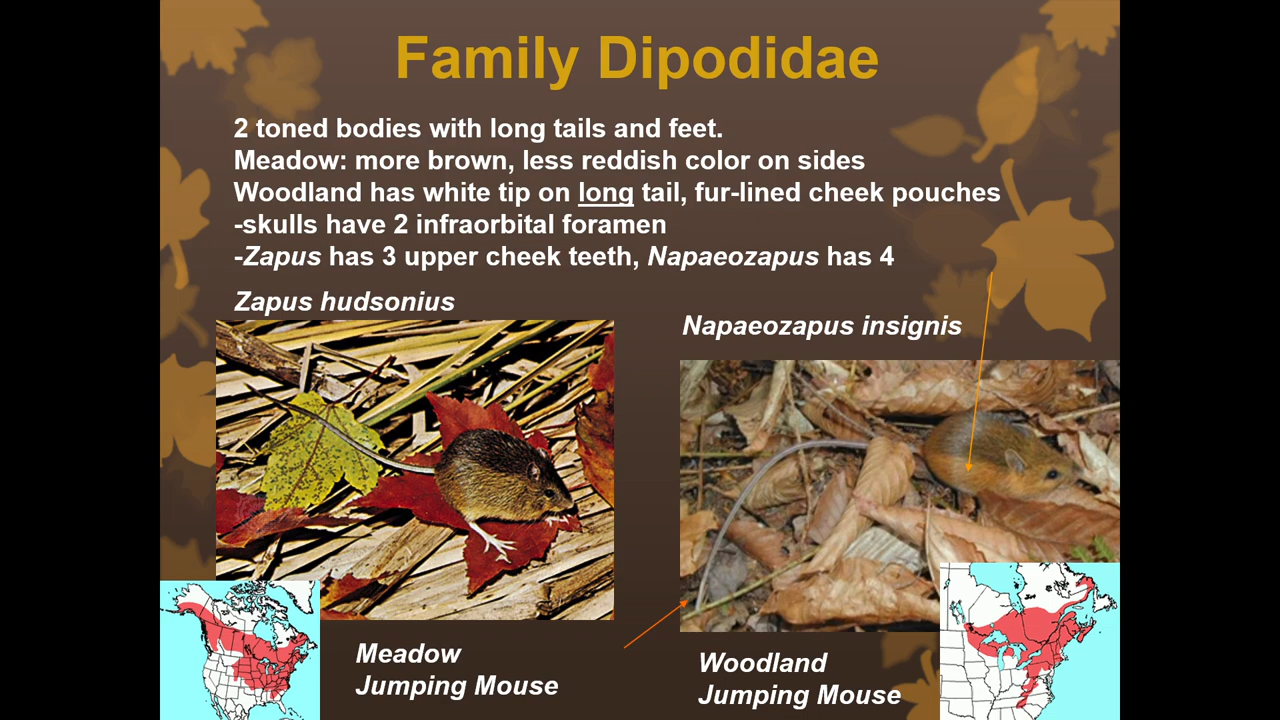 Family Dipodidae
2 toned bodies with long tails and feet.
Meadow: more brown, less reddish color on sides
Woodland has white tip on long tail, fur-lined cheek pouches
-skulls have 2 infraorbital foramen
-Zapus has 3 upper cheek teeth, Napaeozapus has 4
Zapus hudsonius
Napaeozapus insignis
Meadow
Jumping Mouse
Woodland
Jumping Mouse